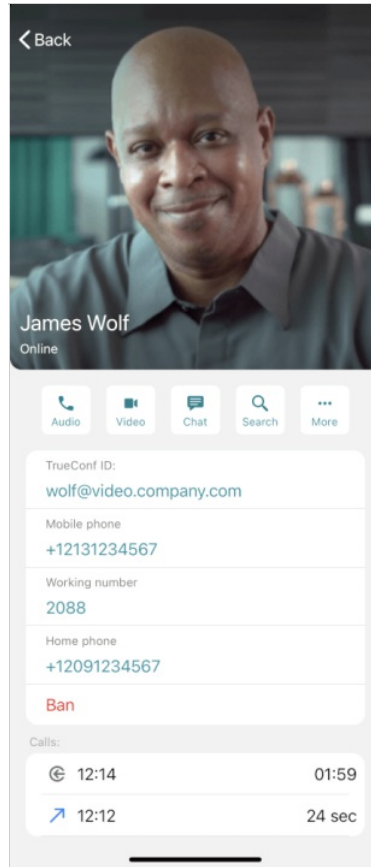 Back
James Wolf
Online
Audio Video Chat Search More
TrueConf ID:
wolf@video.company.com
Mobile phone
+12131234567
Working number
2088
Home phone
+12091234567
Ban
Calls:
12:14 01:59
12:12 24 sec